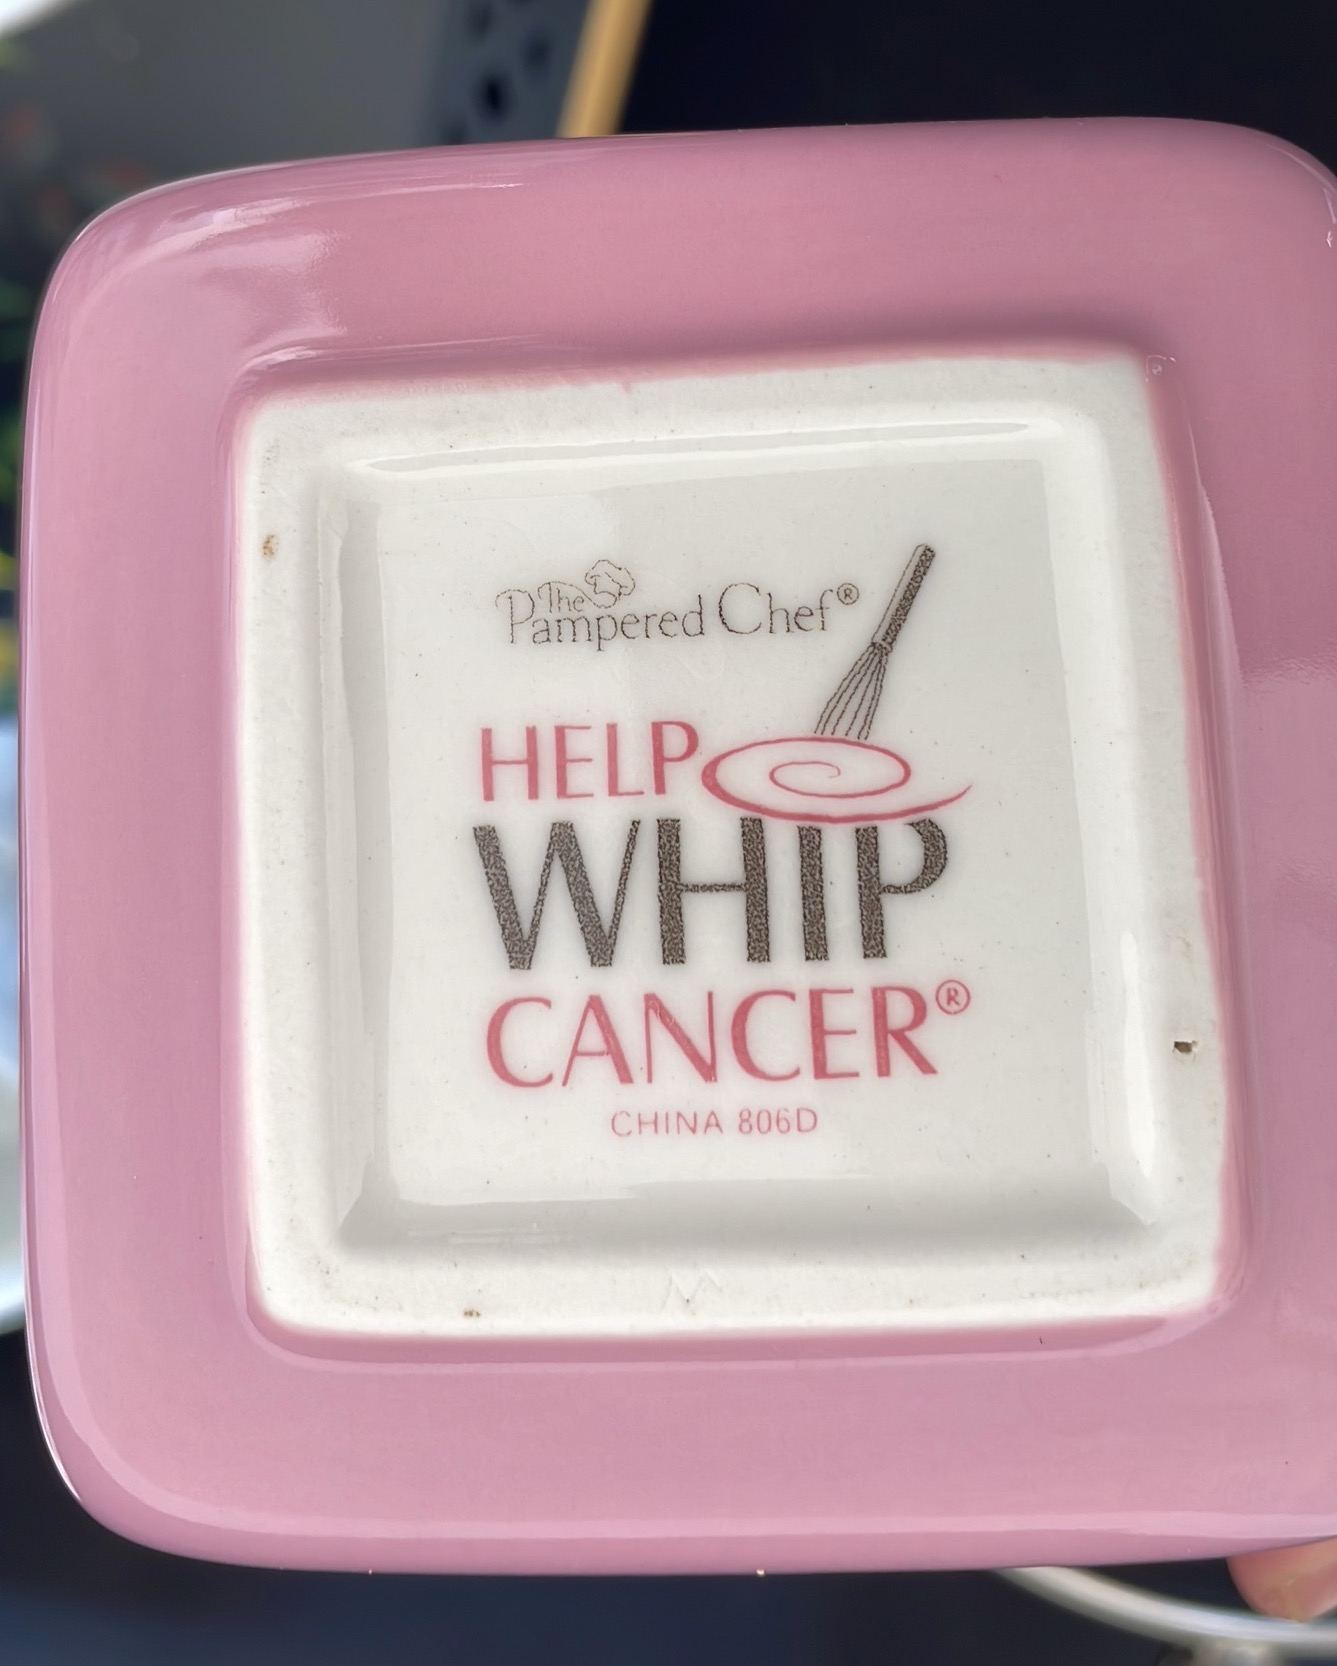 The
Pampered Chef®
HELP
WHIP
CANCER®
CHINA 806D